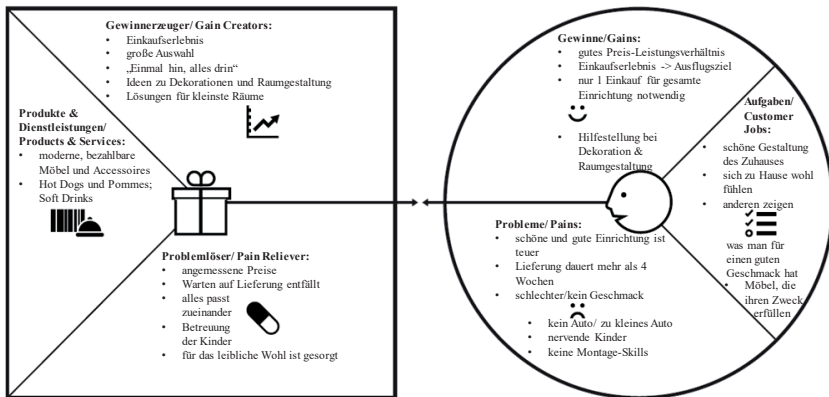 Gewinnerzeuger/ Gain Creators:
• Einkaufserlebnis
• große Auswahl
• „Einmal hin, alles drin“
• Ideen zu Dekorationen und Raumgestaltung
• Lösungen für kleinste Räume
Produkte &
Dienstleistungen/
Products & Services:
• moderne, bezahlbare
Möbel und Accessoires
• Hot Dogs und Pommes;
Soft Drinks
Problemlöser/ Pain Reliever:
• angemessene Preise
• Warten auf Lieferung entfällt
• alles passt
zueinander
• Betreuung
der Kinder
• für das leibliche Wohl ist gesorgt
Gewinne/Gains:
• gutes Preis-Leistungsverhältnis
• Einkaufserlebnis -> Ausflugsziel
• nur 1 Einkauf für gesamte
Einrichtung notwendig
• Hilfestellung bei
Dekoration &
Raumgestaltung
Probleme/ Pains:
• schöne und gute Einrichtung ist
teuer
• Lieferung dauert mehr als 4
Wochen
• schlechter/kein Geschmack
• kein Auto/ zu kleines Auto
• nervende Kinder
• keine Montage-Skills
Aufgaben/
Customer
Jobs:
• schöne Gestaltung
des Zuhauses
• sich zu Hause wohl
fühlen
• anderen zeigen
was man für
einen guten
Geschmack hat
• Möbel, die
ihren Zweck
erfüllen